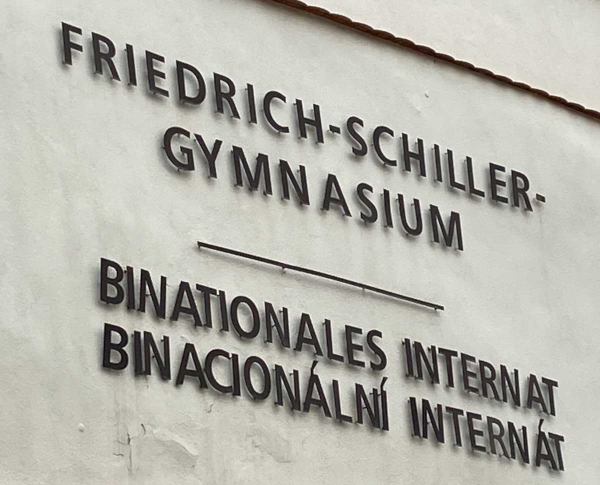 FRIEDRICH-SCHILLER-
GYMNASIUM
BINATIONALES INTERNAT
BINACIONÁLNÍ INTERNÁT